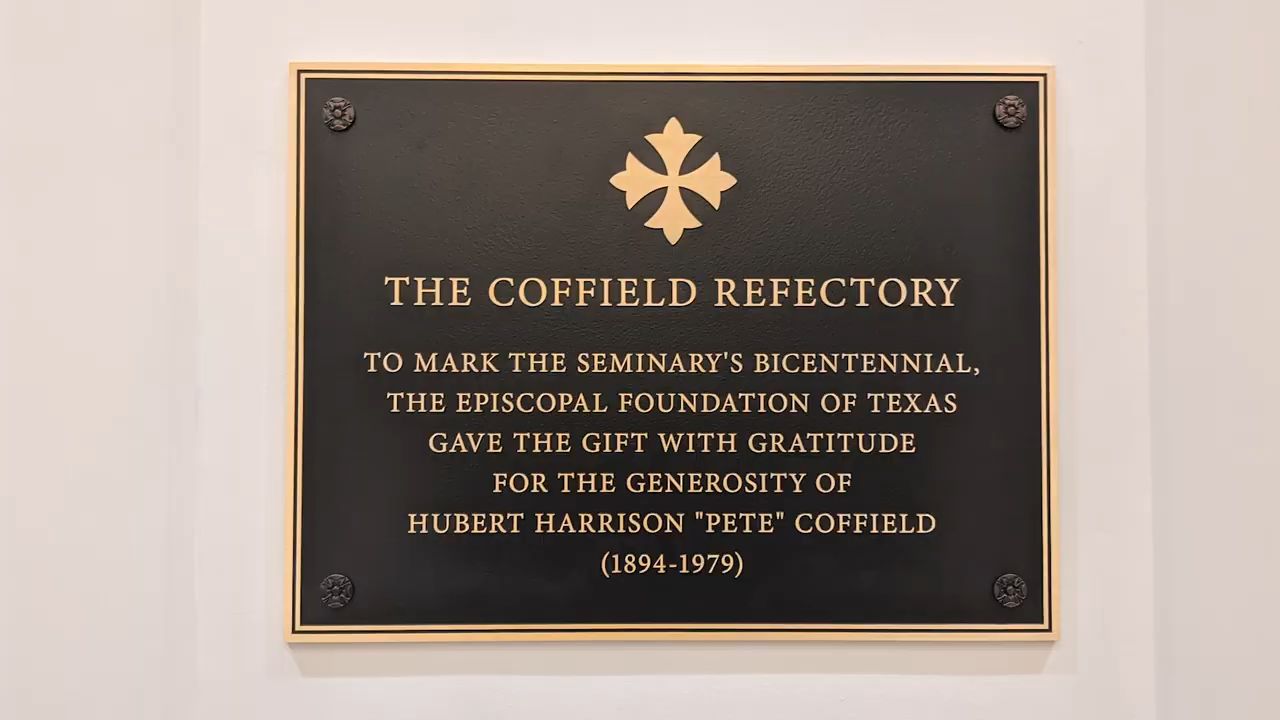 THE COFFIELD REFECTORY
TO MARK THE SEMINARY'S BICENTENNIAL,
THE EPISCOPAL FOUNDATION OF TEXAS
GAVE THE GIFT WITH GRATITUDE
FOR THE GENEROSITY OF
HUBERT HARRISON "PETE" COFFIELD
(1894-1979)